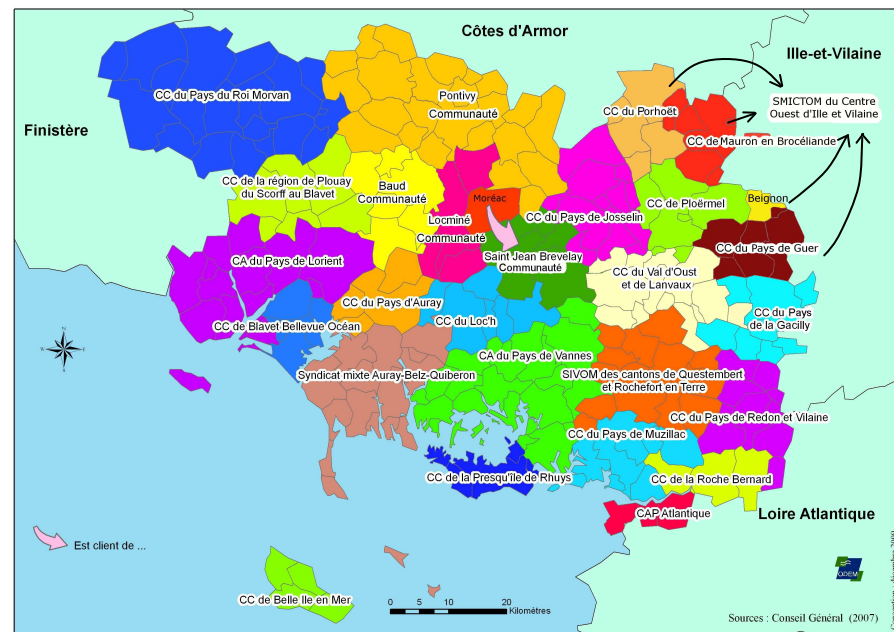 Côtes d'Armor
Ille-et-Vilaine
Finistère
Loire Atlantique
CC du Pays du Roi Morvan
Pontivy
Communauté
CC du Porhoët
SMICTOM du Centre
Ouest d'Ille et Vilaine
CC de Mauron en Brocéliande
CC de la région de Plouay
du Scorff au Blavet
Baud
Communauté
Locminé
Communauté
Moréac
CC du Pays de Josselin
CC de Ploërmel
Beignon
CC du Pays de Guer
Saint Jean Brevelay
Communauté
CA du Pays de Lorient
CC du Val d'Oust
et de Lanvaux
CC du Pays
de la Gacilly
CC du Pays d'Auray
CC du Loc'h
CC de Blavet Bellevue Océan
CA du Pays de Vannes
Syndicat mixte Auray-Belz-Quiberon
SIVOM des cantons de Questembert
et Rochefort en Terre
CC du Pays de Redon et Vilaine
CC du Pays de Muzillac
CC de la Presqu'ile de Rhuys
CC de la Roche Bernard
CAP Atlantique
N
W
E
S
Est client de ...
CC de Belle Ile en Mer
0 5 10 20
Kilomètres
ODEM
Sources : Conseil Général (2007)